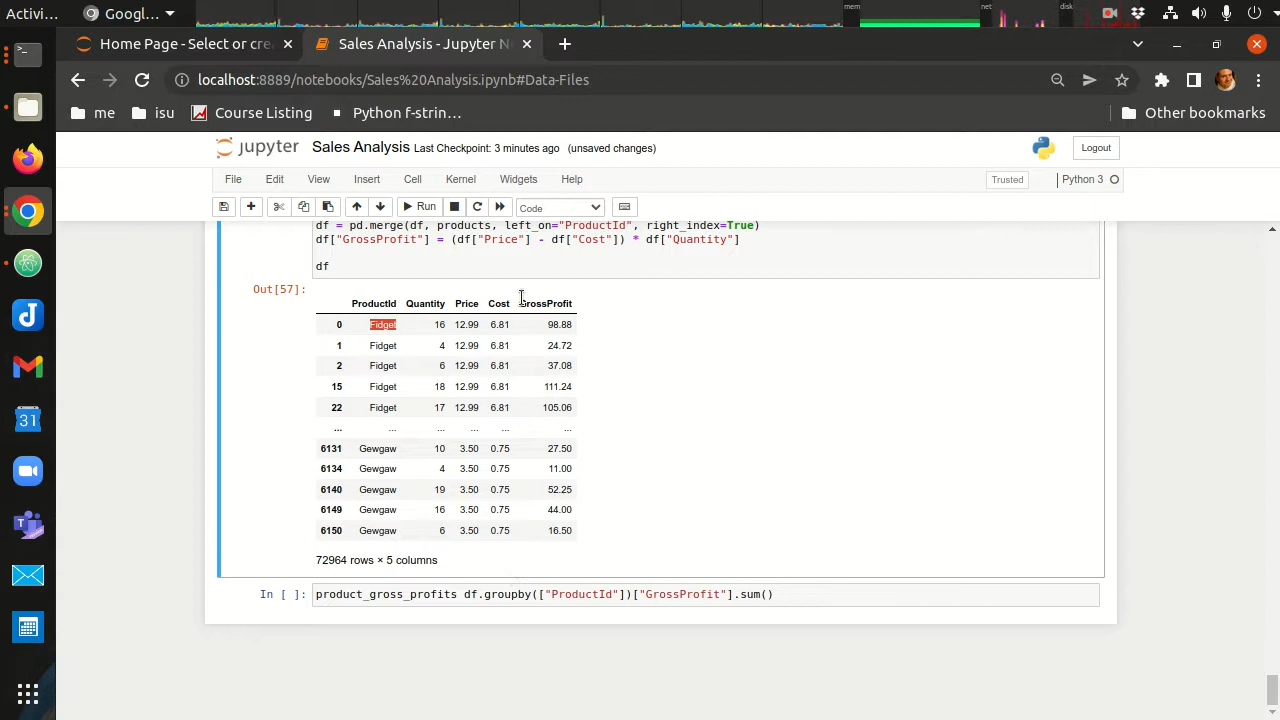 Activi... Googl... mem net disk
Home Page - Select or cre Sales Analysis - Jupyter N
localhost:8889/notebooks/Sales%20Analysis.ipynb#Data-Files
me isu Course Listing Python f-strin... Other bookmarks
jupyter Sales Analysis Last Checkpoint: 3 minutes ago (unsaved changes) Logout
File Edit View Insert Cell Kernel Widgets Help Trusted Python 3
Run Code
df = pd.merge(df, products, left_on="ProductId", right_index=True)
df["GrossProfit"] = (df["Price"] - df["Cost"]) * df["Quantity"]
df
Out[57]:
ProductId Quantity Price Cost GrossProfit
0 Fidget 16 12.99 6.81 98.88
1 Fidget 4 12.99 6.81 24.72
2 Fidget 6 12.99 6.81 37.08
15 Fidget 18 12.99 6.81 111.24
22 Fidget 17 12.99 6.81 105.06
... ... ... ... ... ...
6131 Gewgaw 10 3.50 0.75 27.50
6134 Gewgaw 4 3.50 0.75 11.00
6140 Gewgaw 19 3.50 0.75 52.25
6149 Gewgaw 16 3.50 0.75 44.00
6150 Gewgaw 6 3.50 0.75 16.50
72964 rows × 5 columns
In [ ]: product_gross_profits df.groupby(["ProductId"])["GrossProfit"].sum()
31